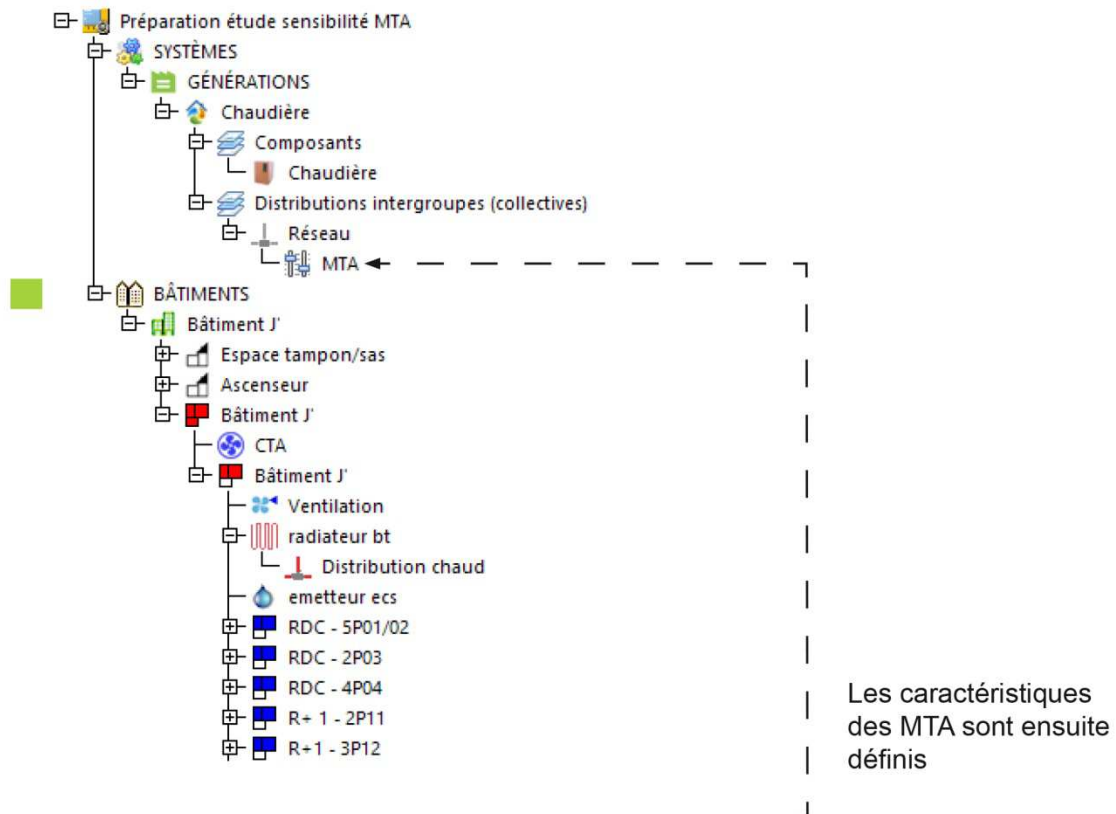 Préparation étude sensibilité MTA
SYSTÈMES
GÉNÉRATIONS
Chaudière
Composants
Chaudière
Distributions intergroupes (collectives)
Réseau
MTA
BÂTIMENTS
Bâtiment J'
Espace tampon/sas
Ascenseur
Bâtiment J'
CTA
Bâtiment J'
Ventilation
radiateur bt
Distribution chaud
emetteur ecs
RDC - 5P01/02
RDC - 2P03
RDC - 4P04
R+ 1 - 2P11
R+1 - 3P12
Les caractéristiques
des MTA sont ensuite
définis